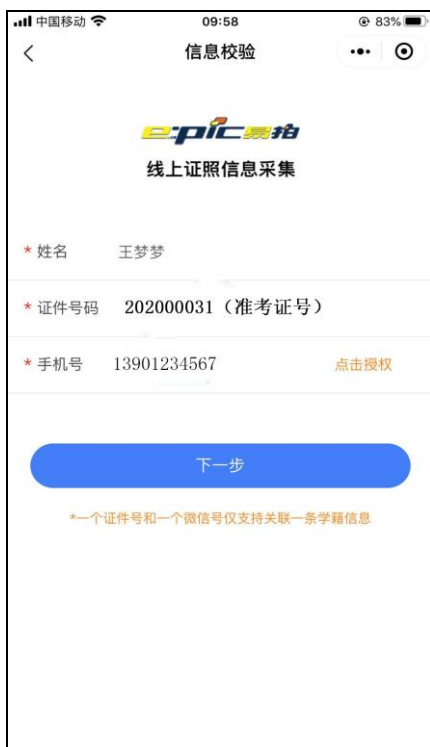 中国移动 09:58 83%
信息校验
e:pic易拍
线上证照信息采集
* 姓名 王梦梦
* 证件号码 202000031（准考证号）
* 手机号 13901234567 点击授权
下一步
*一个证件号和一个微信号仅支持关联一条学籍信息